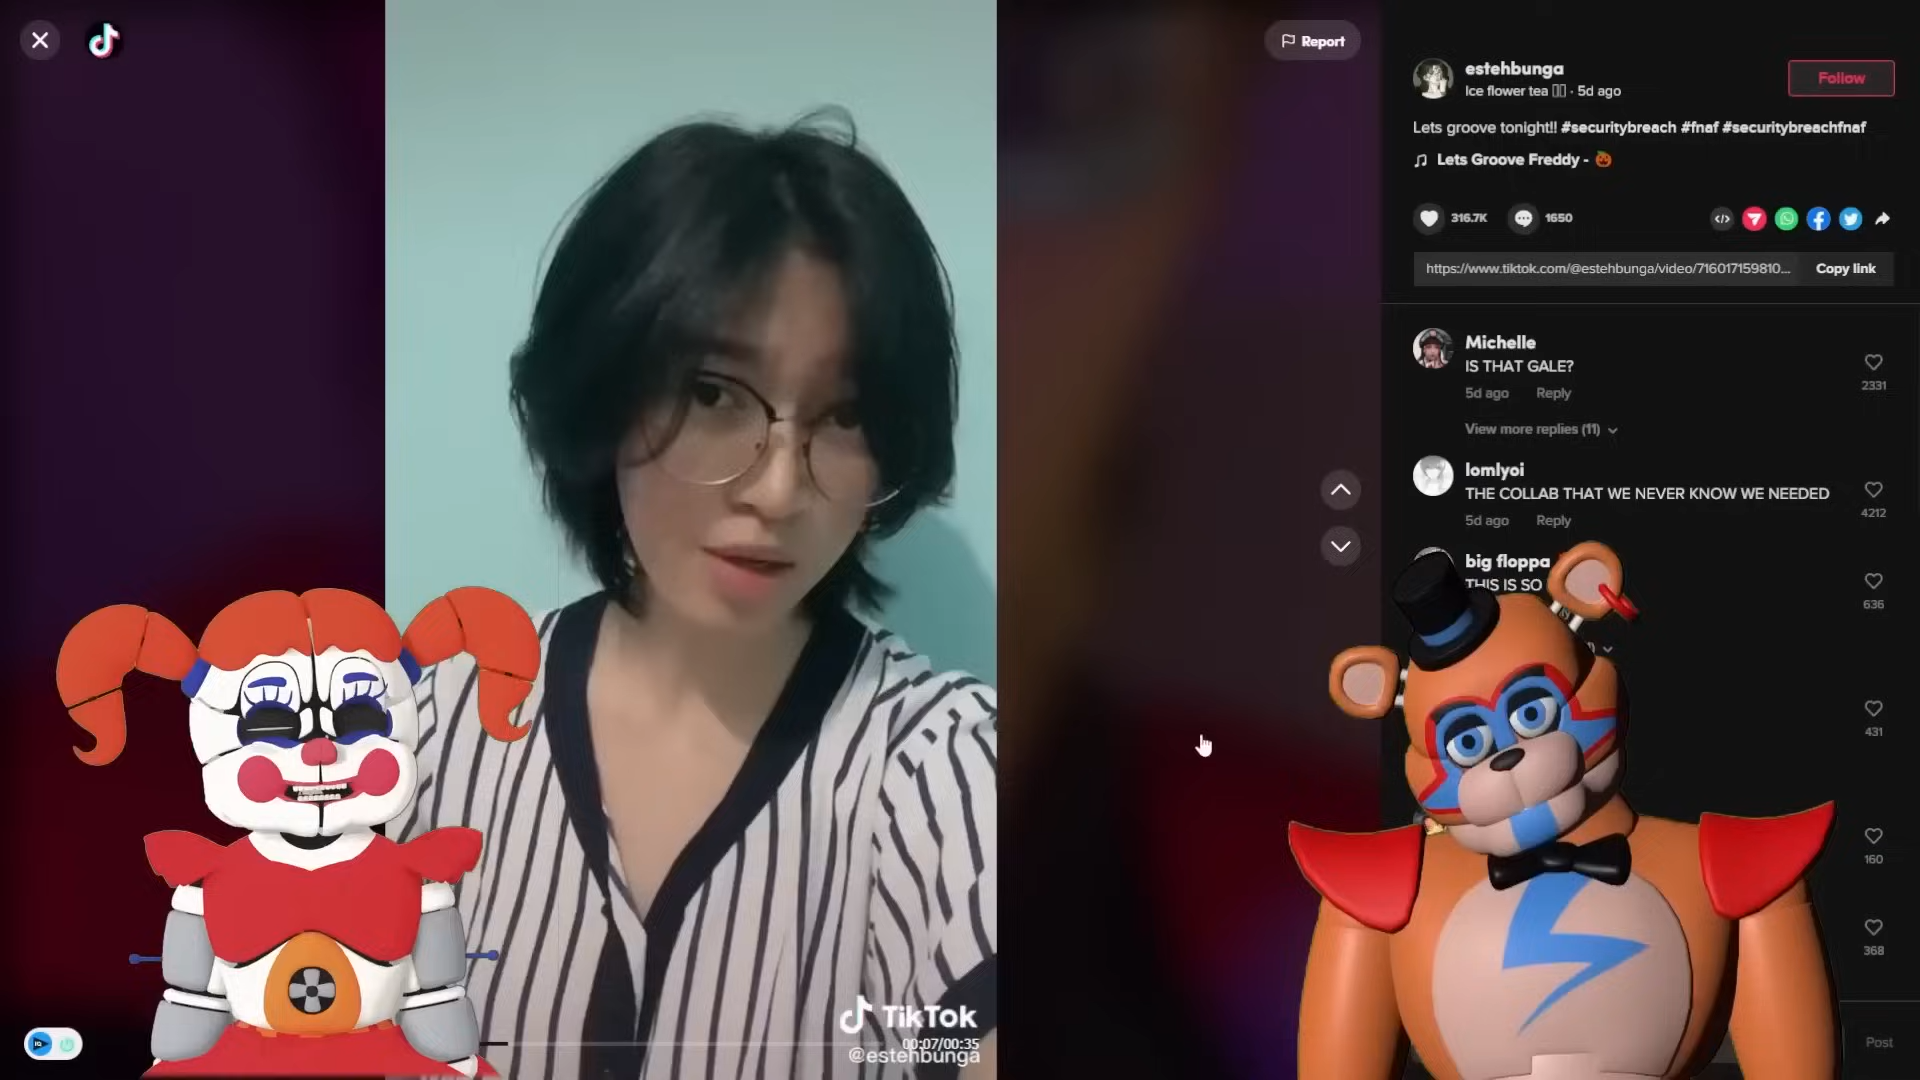 Report
estehbunga
Ice flower tea · 5d ago
Follow
Lets groove tonight!! #securitybreach #fnaf #securitybreachfnaf
Lets Groove Freddy - 🎃
316.7K
1650
https://www.tiktok.com/@estehbunga/video/716017159810...
Copy link
Michelle
IS THAT GALE?
5d ago Reply
2331
View more replies (11)
lomlyoi
THE COLLAB THAT WE NEVER KNOW WE NEEDED
5d ago Reply
4212
big floppa
THIS IS SO
636
431
160
368
TikTok
00:07/00:35
@estehbunga
Post